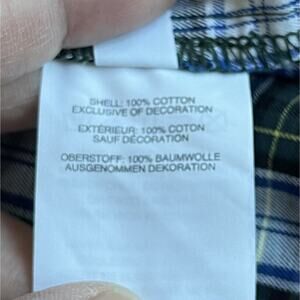 SHELL: 100% COTTON
EXCLUSIVE OF DECORATION
EXTÉRIEUR: 100% COTON
SAUF DÉCORATION
OBERSTOFF: 100% BAUMWOLLE
AUSGENOMMEN DEKORATION